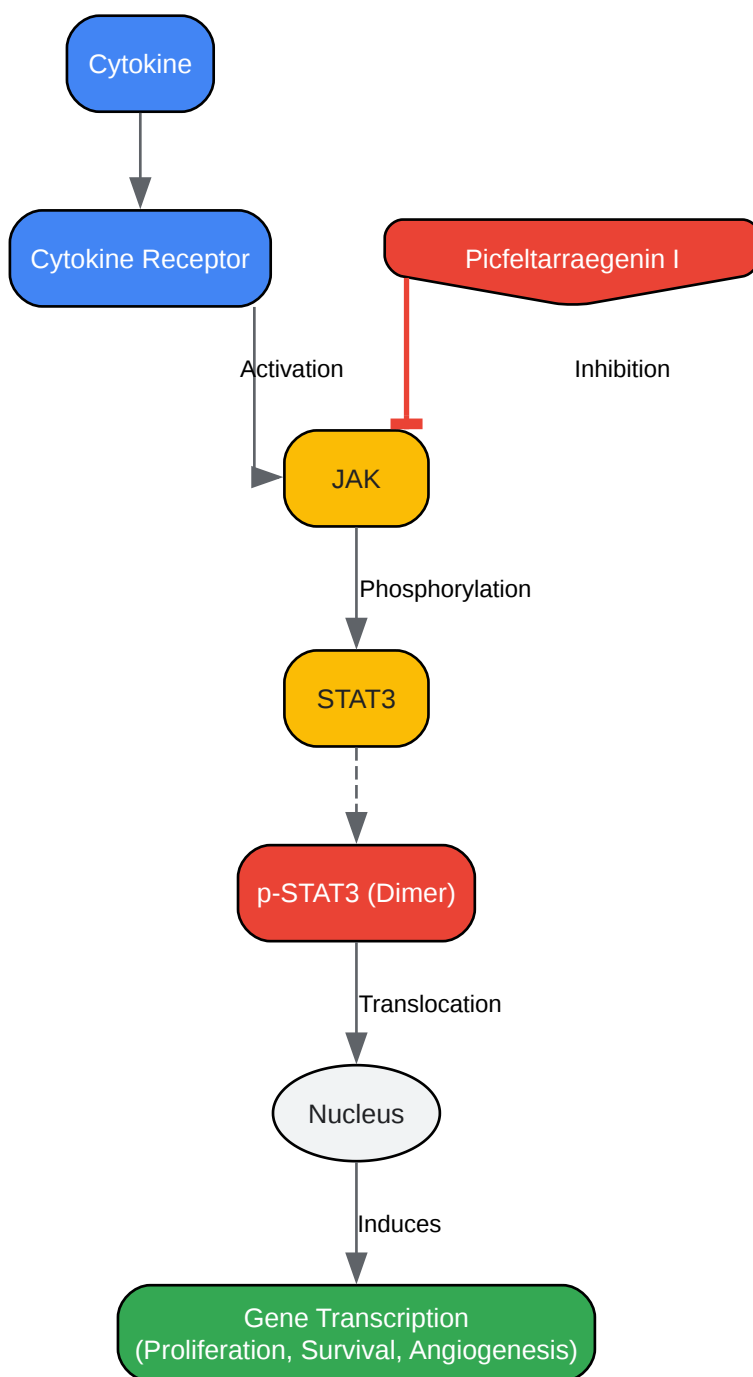 Cytokine
Cytokine Receptor
Picfeltarraegenin I
Activation
Inhibition
JAK
Phosphorylation
STAT3
p-STAT3 (Dimer)
Translocation
Nucleus
Induces
Gene Transcription
(Proliferation, Survival, Angiogenesis)